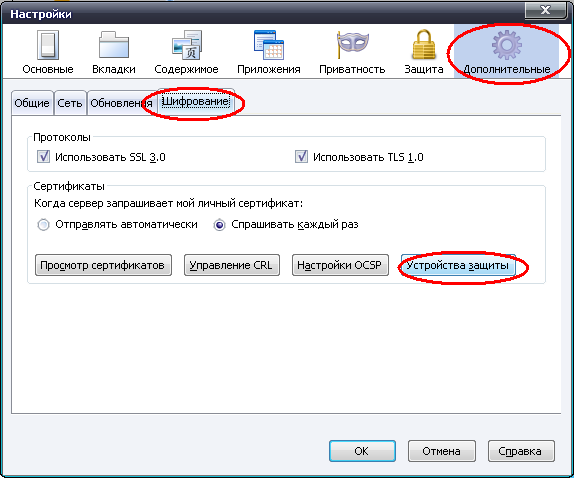 Настройки
Основные Вкладки Содержимое Приложения Приватность Защита Дополнительные
Общие Сеть Обновления Шифрование
Протоколы
Использовать SSL 3.0 Использовать TLS 1.0
Сертификаты
Когда сервер запрашивает мой личный сертификат:
Отправлять автоматически Спрашивать каждый раз
Просмотр сертификатов Управление CRL Настройки OCSP Устройства защиты
OK Отмена Справка